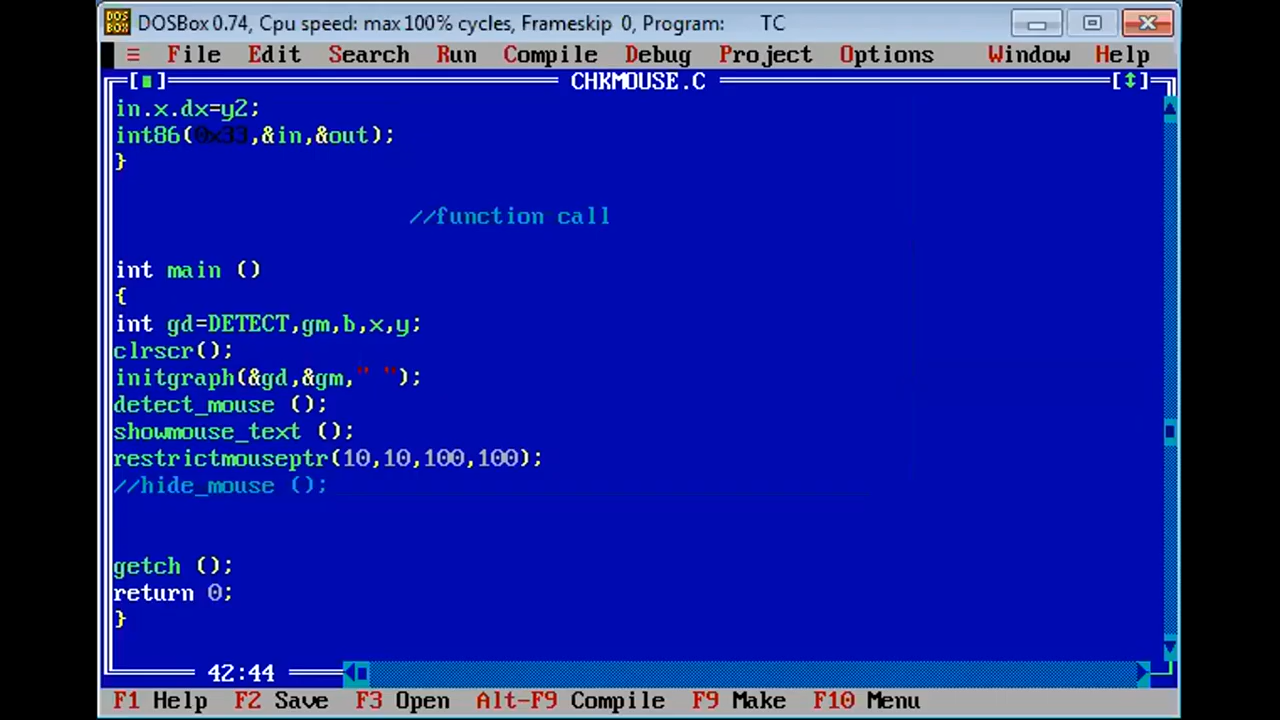 DOSBox 0.74, Cpu speed: max 100% cycles, Frameskip 0, Program: TC
≡ File Edit Search Run Compile Debug Project Options Window Help
CHKMOUSE.C
in.x.dx=y2;
int86(0x33,&in,&out);
}
//function call
int main ()
{
int gd=DETECT,gm,b,x,y;
clrscr();
initgraph(&gd,&gm," ");
detect_mouse ();
showmouse_text ();
restrictmouseptr(10,10,100,100);
//hide_mouse ();
getch ();
return 0;
}
42:44
F1 Help F2 Save F3 Open Alt-F9 Compile F9 Make F10 Menu